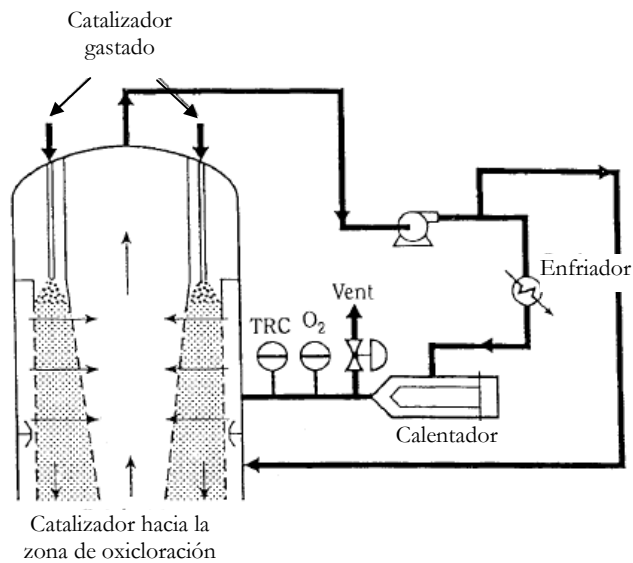 Catalizador
gastado
Enfriador
Vent
TRC
O₂
Calentador
Catalizador hacia la
zona de oxicloración